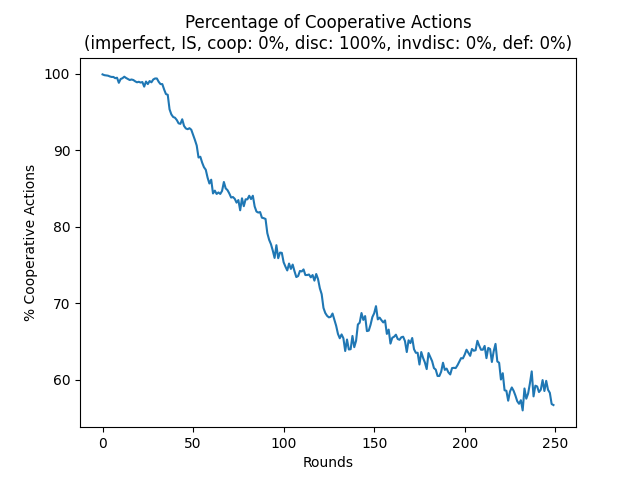 Percentage of Cooperative Actions
(imperfect, IS, coop: 0%, disc: 100%, invdisc: 0%, def: 0%)
100
90
80
70
60
% Cooperative Actions
0 50 100 150 200 250
Rounds